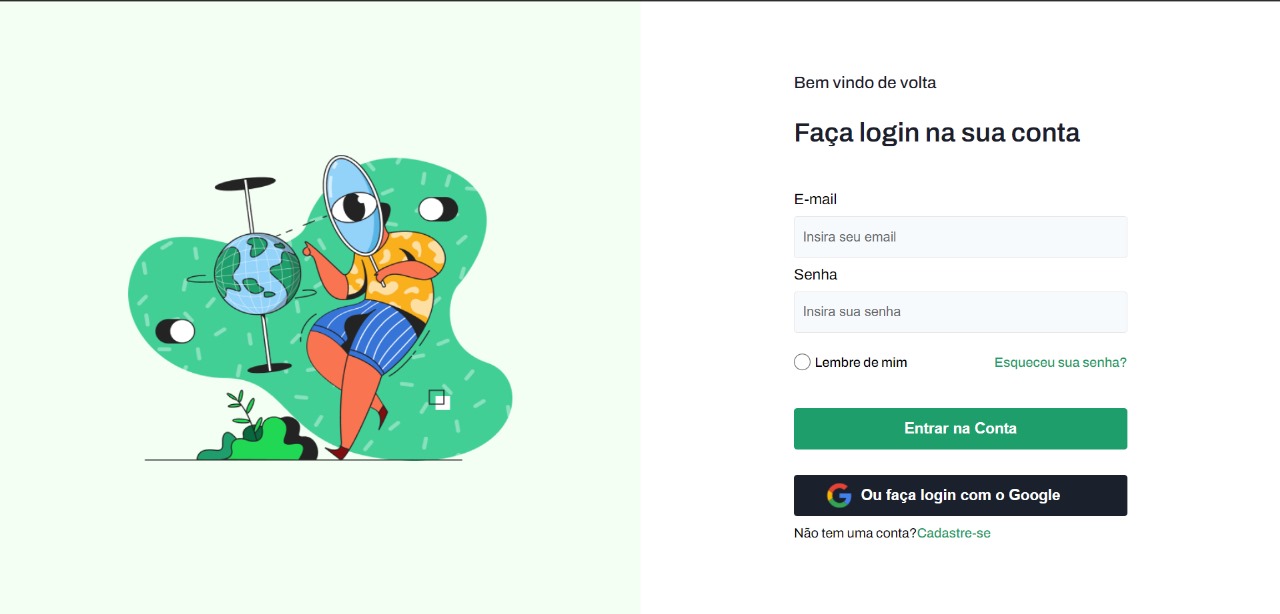 Bem vindo de volta
Faça login na sua conta
E-mail
Insira seu email
Senha
Insira sua senha
Lembre de mim Esqueceu sua senha?
Entrar na Conta
Ou faça login com o Google
Não tem uma conta?Cadastre-se